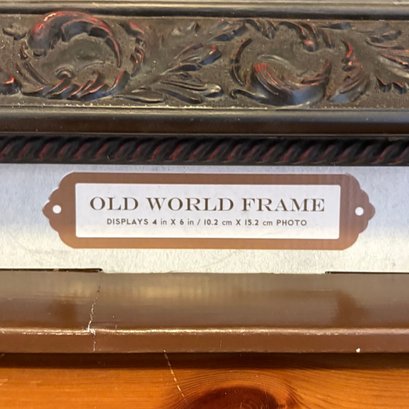 OLD WORLD FRAME
DISPLAYS 4 in X 6 in / 10.2 cm X 15.2 cm PHOTO